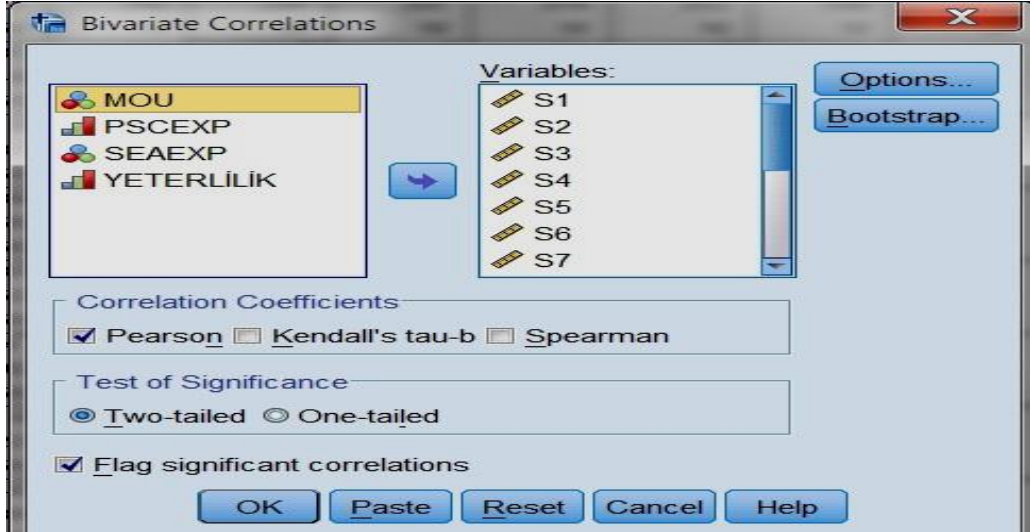 Bivariate Correlations
Variables:
MOU
PSCEXP
SEAEXP
YETERLİLİK
S1
S2
S3
S4
S5
S6
S7
Options...
Bootstrap...
Correlation Coefficients
Pearson Kendall's tau-b Spearman
Test of Significance
Two-tailed One-tailed
Flag significant correlations
OK Paste Reset Cancel Help